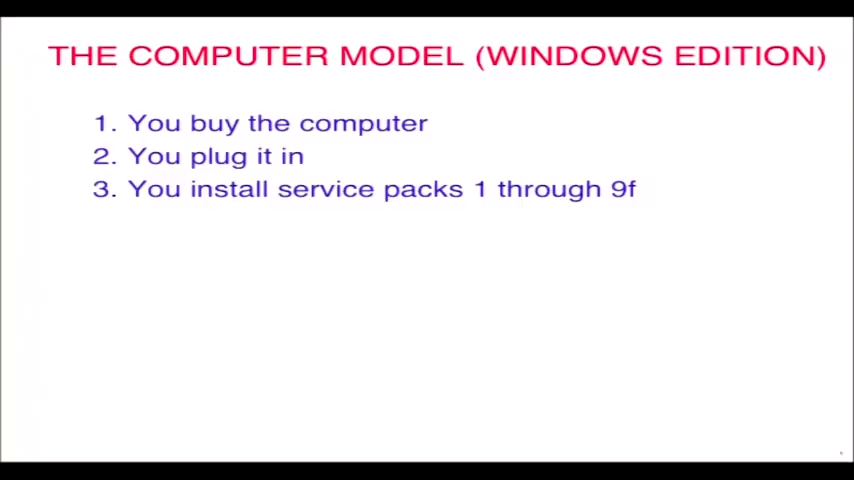 THE COMPUTER MODEL (WINDOWS EDITION)
1. You buy the computer
2. You plug it in
3. You install service packs 1 through 9f